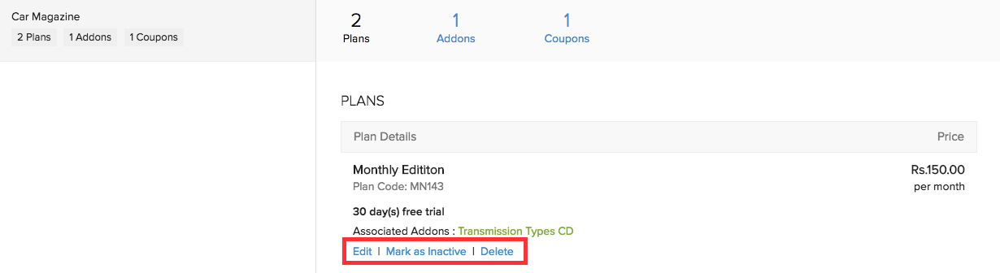 Car Magazine
2 Plans 1 Addons 1 Coupons
2 1 1
Plans Addons Coupons
PLANS
Plan Details Price
Monthly Edititon Rs.150.00
Plan Code: MN143 per month
30 day(s) free trial
Associated Addons : Transmission Types CD
Edit | Mark as Inactive | Delete